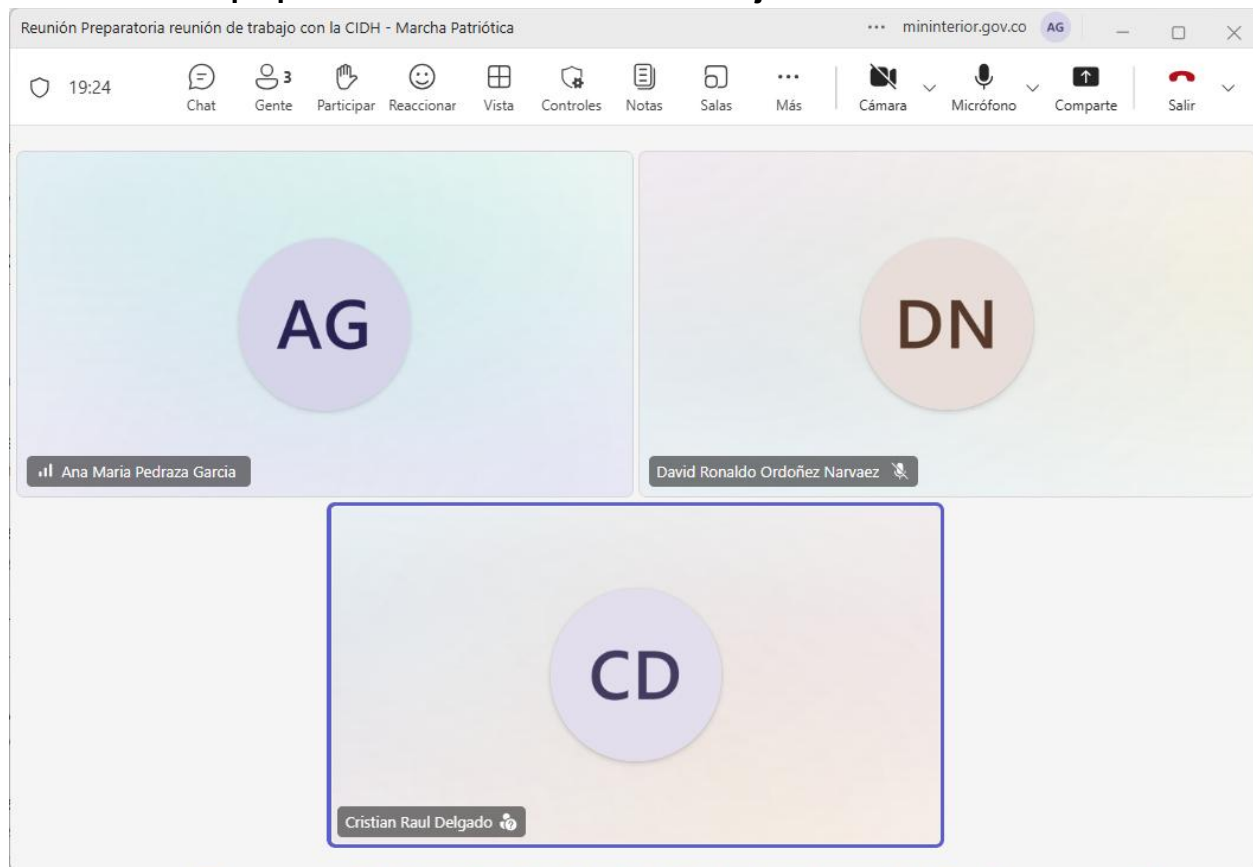 Reunión Preparatoria reunión de trabajo con la CIDH - Marcha Patriótica
mininterior.gov.co AG
19:24
3
Chat Gente Participar Reaccionar Vista Controles Notas Salas Más Cámara Micrófono Comparte Salir
AG
DN
Ana Maria Pedraza Garcia
David Ronaldo Ordoñez Narvaez
CD
Cristian Raul Delgado